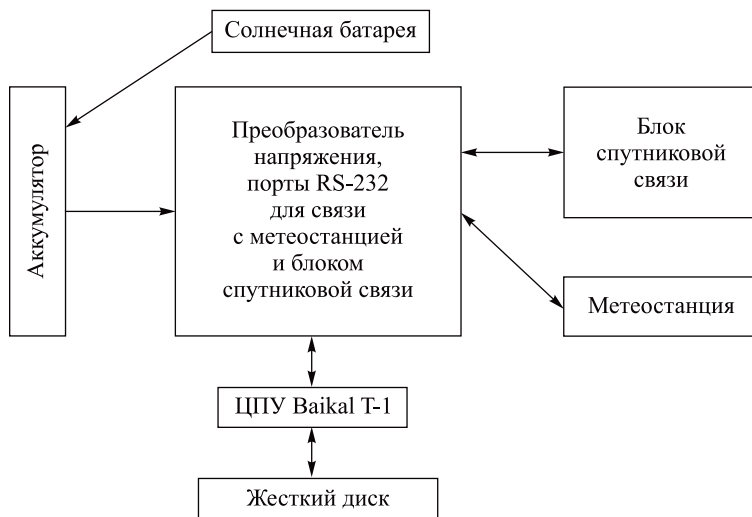 Солнечная батарея
Аккумулятор
Преобразователь
напряжения,
порты RS-232
для связи
с метеостанцией
и блоком
спутниковой связи
Блок
спутниковой
связи
Метеостанция
ЦПУ Baikal T-1
Жесткий диск